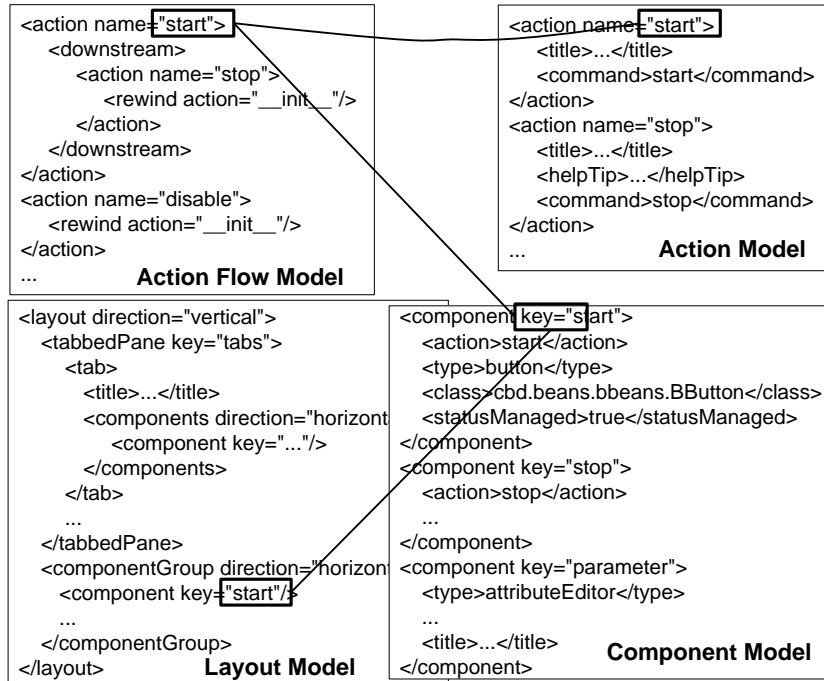 <action name="start">
<downstream>
<action name="stop">
<rewind action="__init__"/>
</action>
</downstream>
</action>
<action name="disable">
<rewind action="__init__"/>
</action>
...
Action Flow Model
<action name="start">
<title>...</title>
<command>start</command>
</action>
<action name="stop">
<title>...</title>
<helpTip>...</helpTip>
<command>stop</command>
</action>
...
Action Model
<layout direction="vertical">
<tabbedPane key="tabs">
<tab>
<title>...</title>
<components direction="horizont
<component key="..."/>
</components>
</tab>
...
</tabbedPane>
<componentGroup direction="horizont
<component key="start"/>
...
</componentGroup>
</layout>
Layout Model
<component key="start">
<action>start</action>
<type>button</type>
<class>cbd.beans.bbeans.BButton</class>
<statusManaged>true</statusManaged>
</component>
<component key="stop">
<action>stop</action>
...
</component>
<component key="parameter">
<type>attributeEditor</type>
...
<title>...</title>
</component>
Component Model